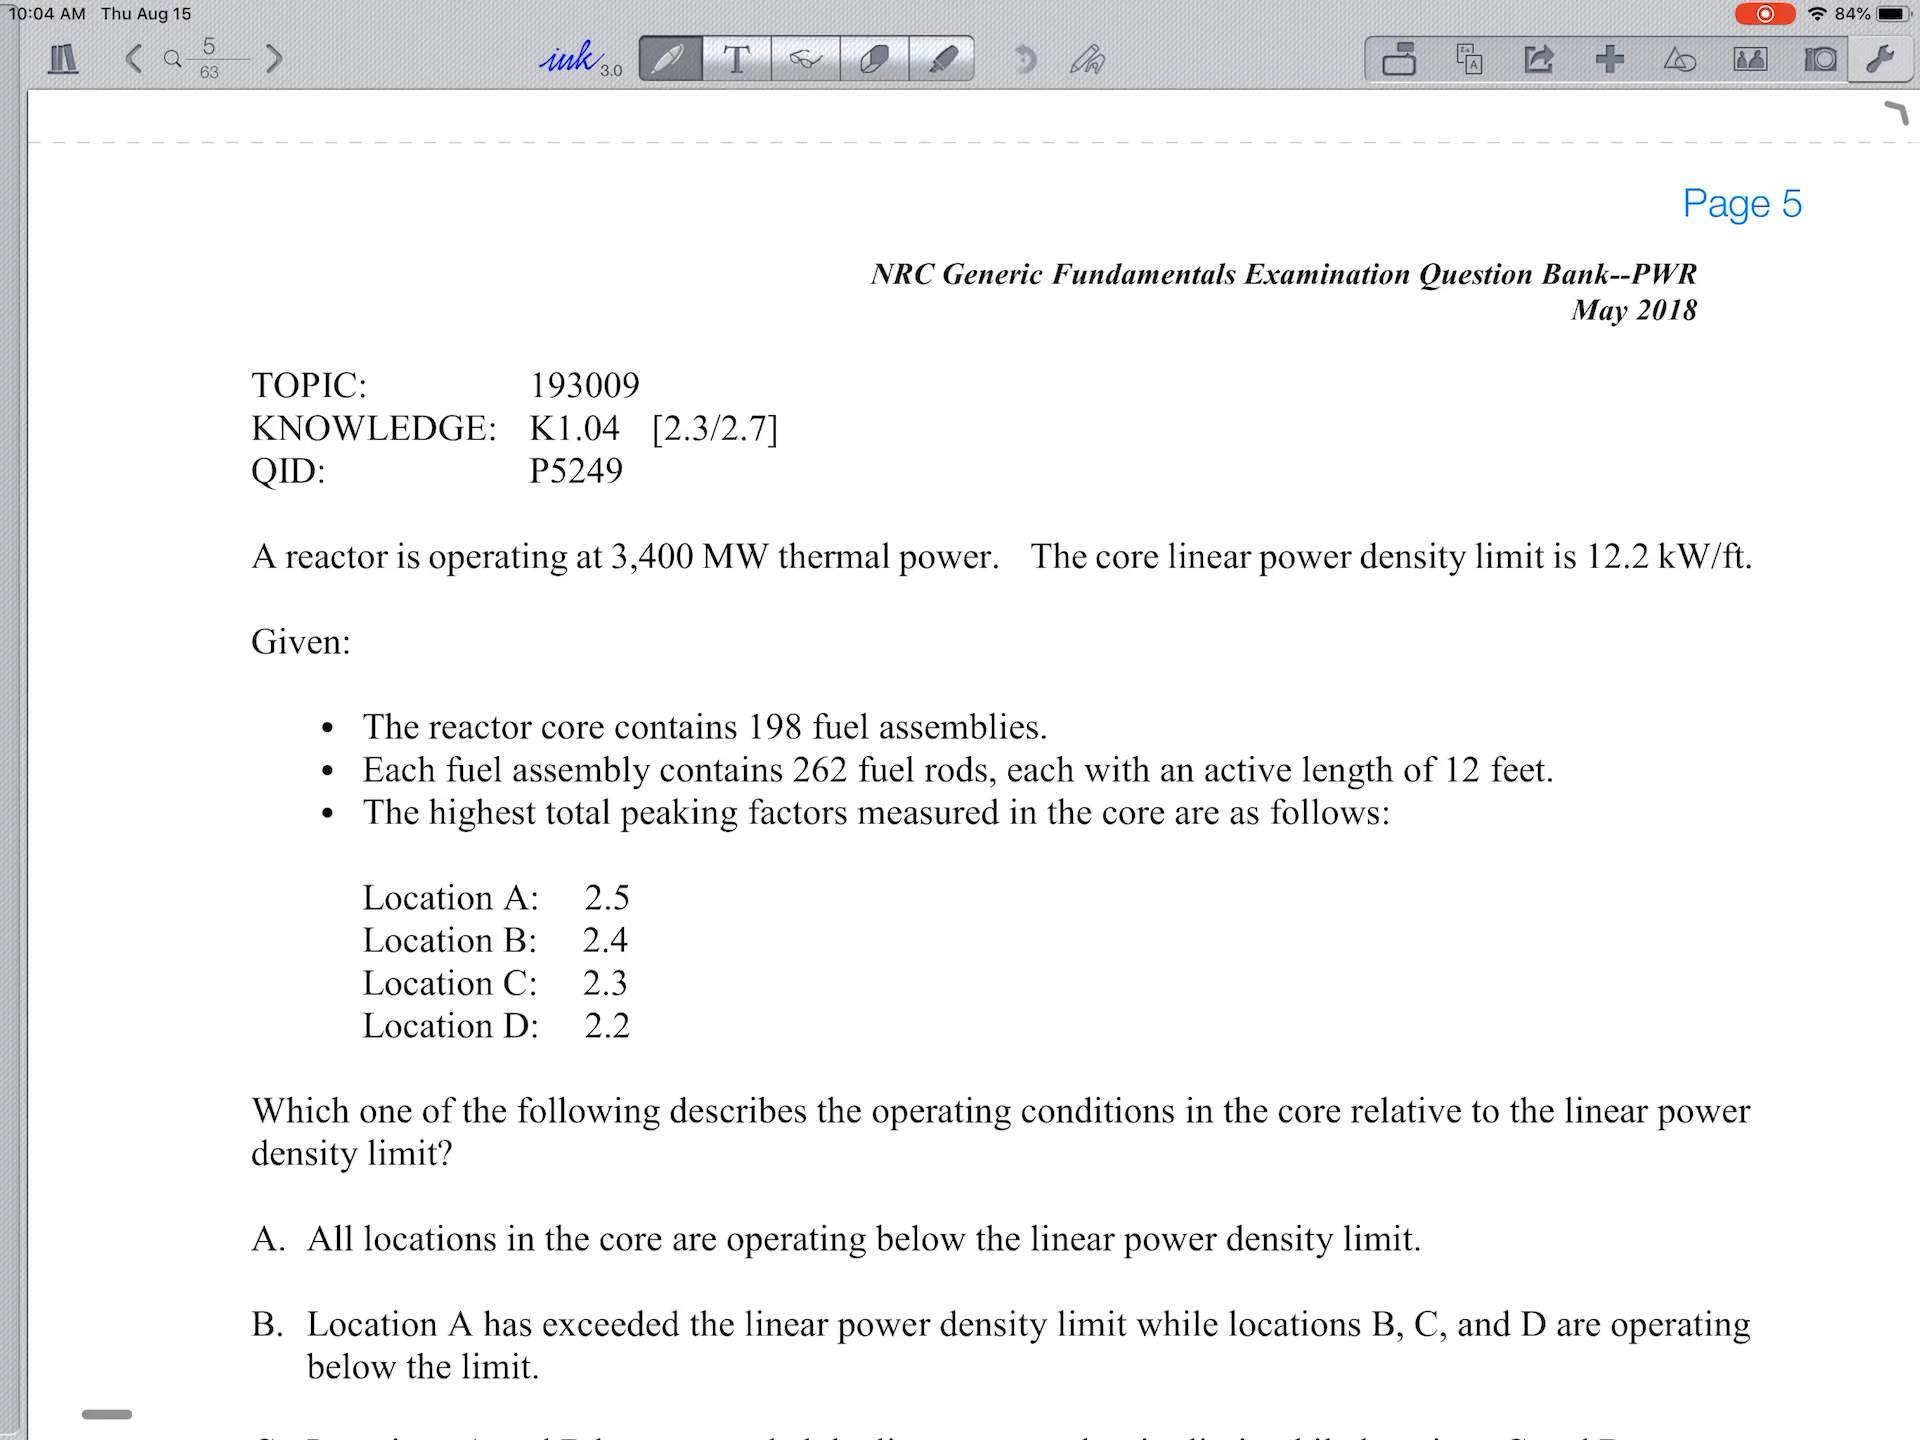 10:04 AM Thu Aug 15
84%
5
63
ink 3.0
T
A
Page 5
NRC Generic Fundamentals Examination Question Bank--PWR
May 2018
TOPIC: 193009
KNOWLEDGE: K1.04 [2.3/2.7]
QID: P5249
A reactor is operating at 3,400 MW thermal power. The core linear power density limit is 12.2 kW/ft.
Given:
• The reactor core contains 198 fuel assemblies.
• Each fuel assembly contains 262 fuel rods, each with an active length of 12 feet.
• The highest total peaking factors measured in the core are as follows:
Location A: 2.5
Location B: 2.4
Location C: 2.3
Location D: 2.2
Which one of the following describes the operating conditions in the core relative to the linear power
density limit?
A. All locations in the core are operating below the linear power density limit.
B. Location A has exceeded the linear power density limit while locations B, C, and D are operating
below the limit.